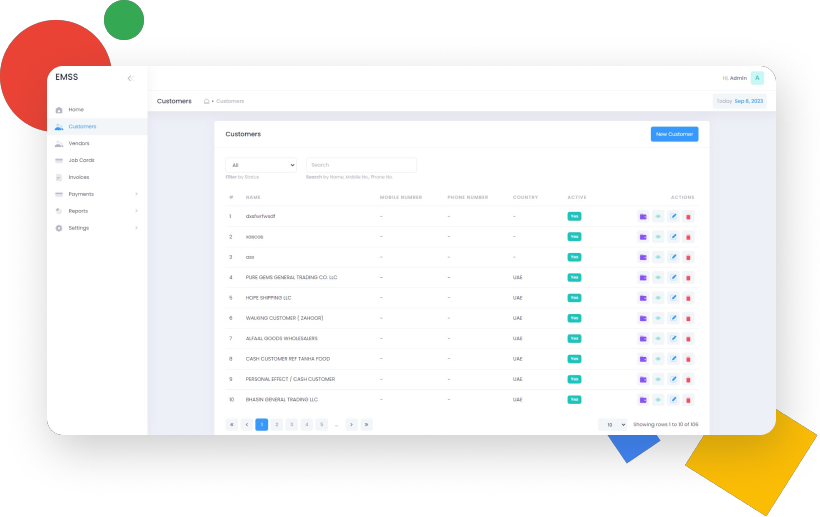 EMSS
Hi, Admin A
Customers Customers
Today Sep 8, 2023
Home
Customers
Vendors
Job Cards
Invoices
Payments
Reports
Settings
Customers
New Customer
All
Search
Filter by Status
Search by Name, Mobile No., Phone No.
# NAME MOBILE NUMBER PHONE NUMBER COUNTRY ACTIVE ACTIONS
1 - - - Yes
2 - - - Yes
3 - - - Yes
4 PURE GEMS GENERAL TRADING CO. LLC - - UAE Yes
5 HOPE SHIPPING LLC - - UAE Yes
6 WALKING CUSTOMER ( ZAHOOR) - - UAE Yes
7 ALFAAL GOODS WHOLESALERS - - UAE Yes
8 CASH CUSTOMER REF TANHA FOOD - - UAE Yes
9 PERSONAL EFFECT / CASH CUSTOMER - - UAE Yes
10 BHASIN GENERAL TRADING LLC - - UAE Yes
« ‹ 1 2 3 4 5 ... › »
10 Showing rows 1 to 10 of 106